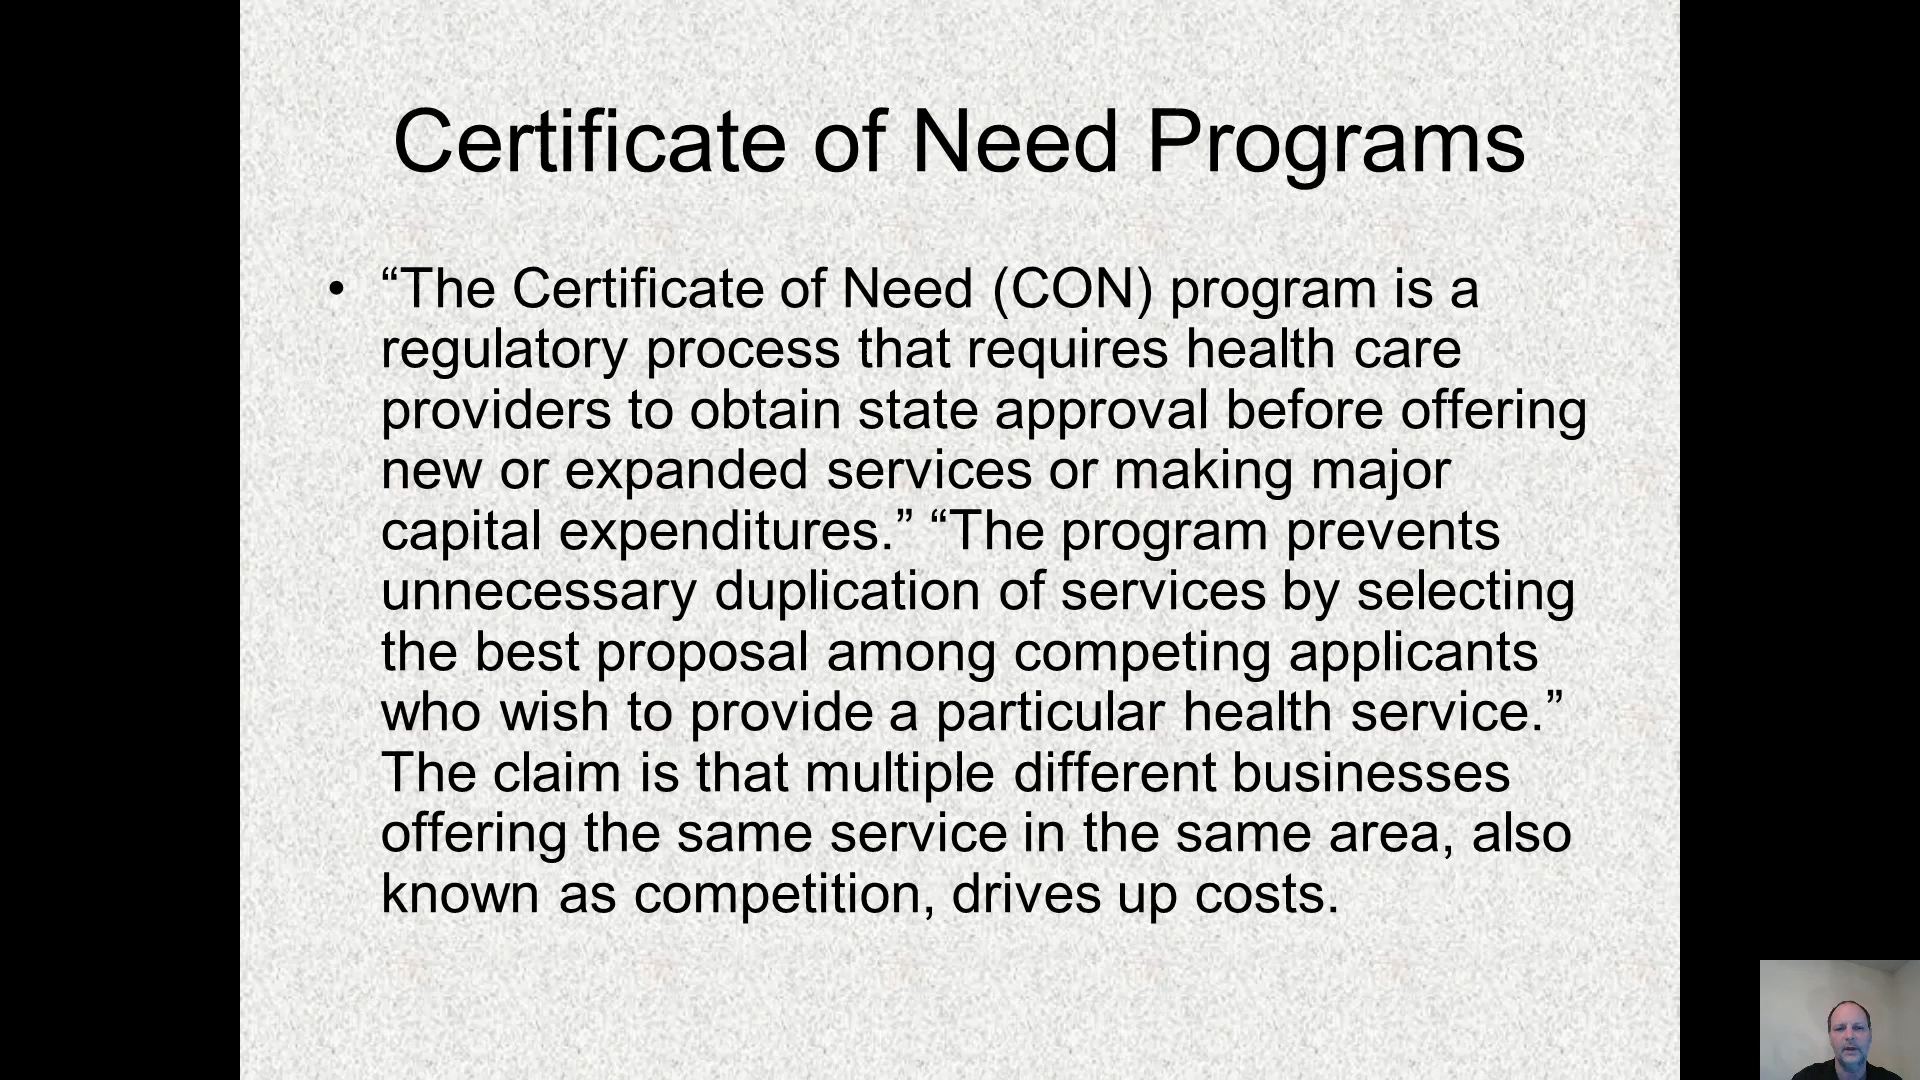 Certificate of Need Programs
• “The Certificate of Need (CON) program is a
regulatory process that requires health care
providers to obtain state approval before offering
new or expanded services or making major
capital expenditures.” “The program prevents
unnecessary duplication of services by selecting
the best proposal among competing applicants
who wish to provide a particular health service.”
The claim is that multiple different businesses
offering the same service in the same area, also
known as competition, drives up costs.